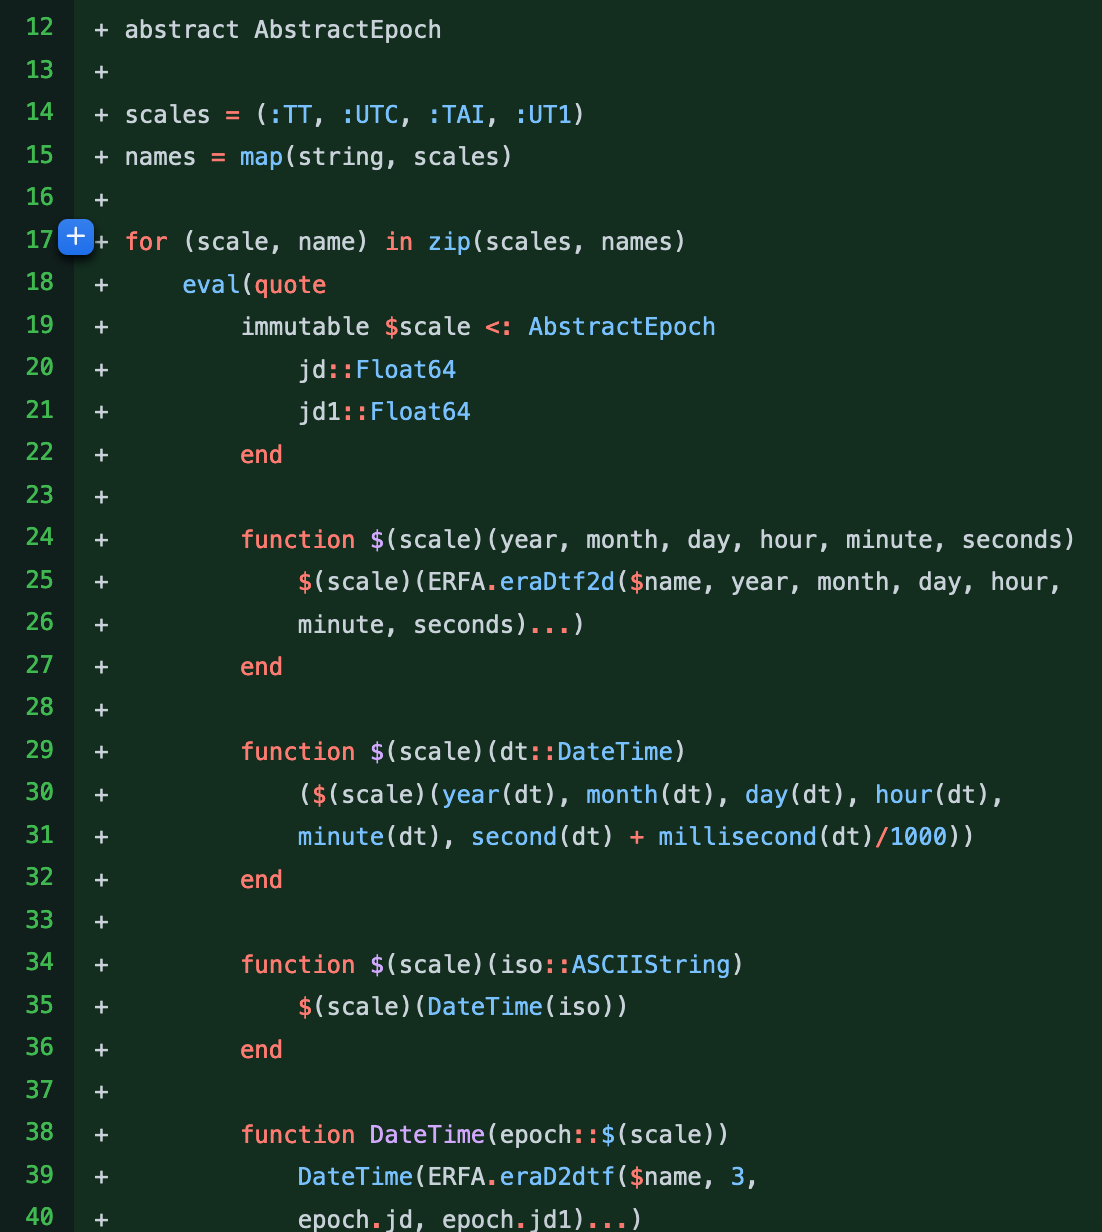 12 + abstract AbstractEpoch
13 +
14 + scales = (:TT, :UTC, :TAI, :UT1)
15 + names = map(string, scales)
16 +
17 + + for (scale, name) in zip(scales, names)
18 +     eval(quote
19 +         immutable $scale <: AbstractEpoch
20 +             jd::Float64
21 +             jd1::Float64
22 +         end
23 +
24 +         function $(scale)(year, month, day, hour, minute, seconds)
25 +             $(scale)(ERFA.eraDtf2d($name, year, month, day, hour,
26 +             minute, seconds)...)
27 +         end
28 +
29 +         function $(scale)(dt::DateTime)
30 +             ($(scale)(year(dt), month(dt), day(dt), hour(dt),
31 +             minute(dt), second(dt) + millisecond(dt)/1000))
32 +         end
33 +
34 +         function $(scale)(iso::ASCIIString)
35 +             $(scale)(DateTime(iso))
36 +         end
37 +
38 +         function DateTime(epoch::$(scale))
39 +             DateTime(ERFA.eraD2dtf($name, 3,
40 +             epoch.jd, epoch.jd1)...)